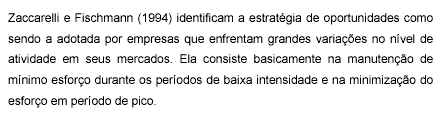 Zaccarelli e Fischmann (1994) identificam a estratégia de oportunidades como
sendo a adotada por empresas que enfrentam grandes variações no nível de
atividade em seus mercados. Ela consiste basicamente na manutenção de
mínimo esforço durante os períodos de baixa intensidade e na minimização do
esforço em período de pico.